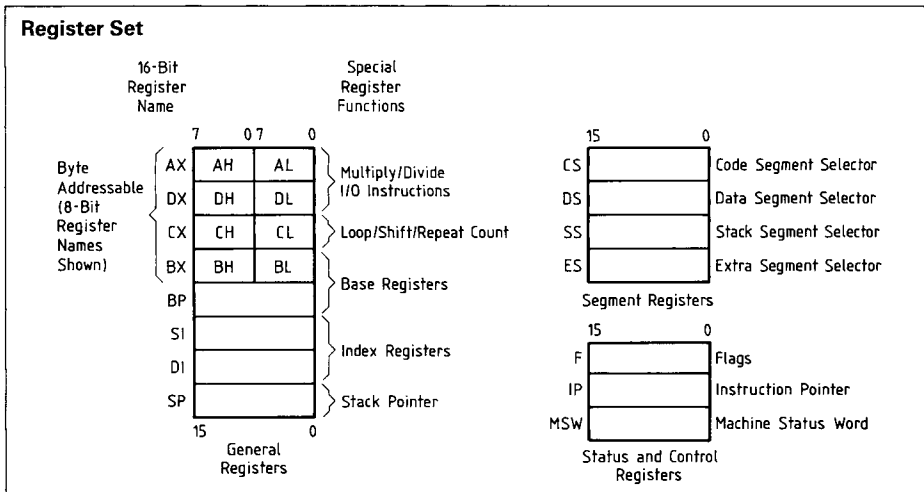 Register Set
16-Bit
Register
Name
Special
Register
Functions
7 0 7 0
Byte
Addressable
(8-Bit
Register
Names
Shown)
AX AH AL
DX DH DL
CX CH CL
BX BH BL
BP
SI
DI
SP
15 0
Multiply/Divide
I/O Instructions
Loop/Shift/Repeat Count
Base Registers
Index Registers
Stack Pointer
General
Registers
15 0
CS Code Segment Selector
DS Data Segment Selector
SS Stack Segment Selector
ES Extra Segment Selector
Segment Registers
15 0
F Flags
IP Instruction Pointer
MSW Machine Status Word
Status and Control
Registers